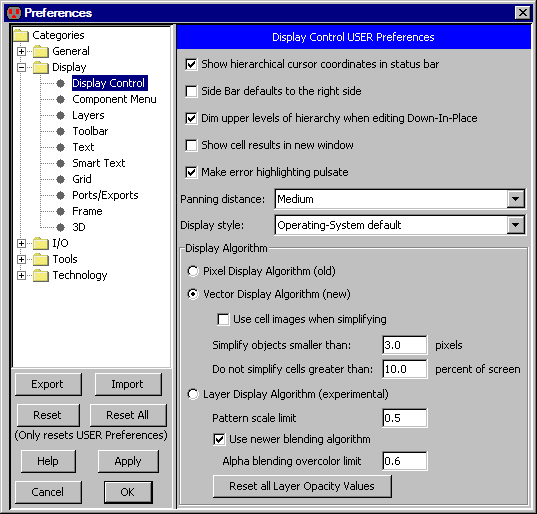 Preferences
Categories
General
Display
Display Control
Component Menu
Layers
Toolbar
Text
Smart Text
Grid
Ports/Exports
Frame
3D
I/O
Tools
Technology
Export Import
Reset Reset All
(Only resets USER Preferences)
Help Apply
Cancel OK
Display Control USER Preferences
Show hierarchical cursor coordinates in status bar
Side Bar defaults to the right side
Dim upper levels of hierarchy when editing Down-In-Place
Show cell results in new window
Make error highlighting pulsate
Panning distance: Medium
Display style: Operating-System default
Display Algorithm
Pixel Display Algorithm (old)
Vector Display Algorithm (new)
Use cell images when simplifying
Simplify objects smaller than: 3.0 pixels
Do not simplify cells greater than: 10.0 percent of screen
Layer Display Algorithm (experimental)
Pattern scale limit 0.5
Use newer blending algorithm
Alpha blending overcolor limit 0.6
Reset all Layer Opacity Values